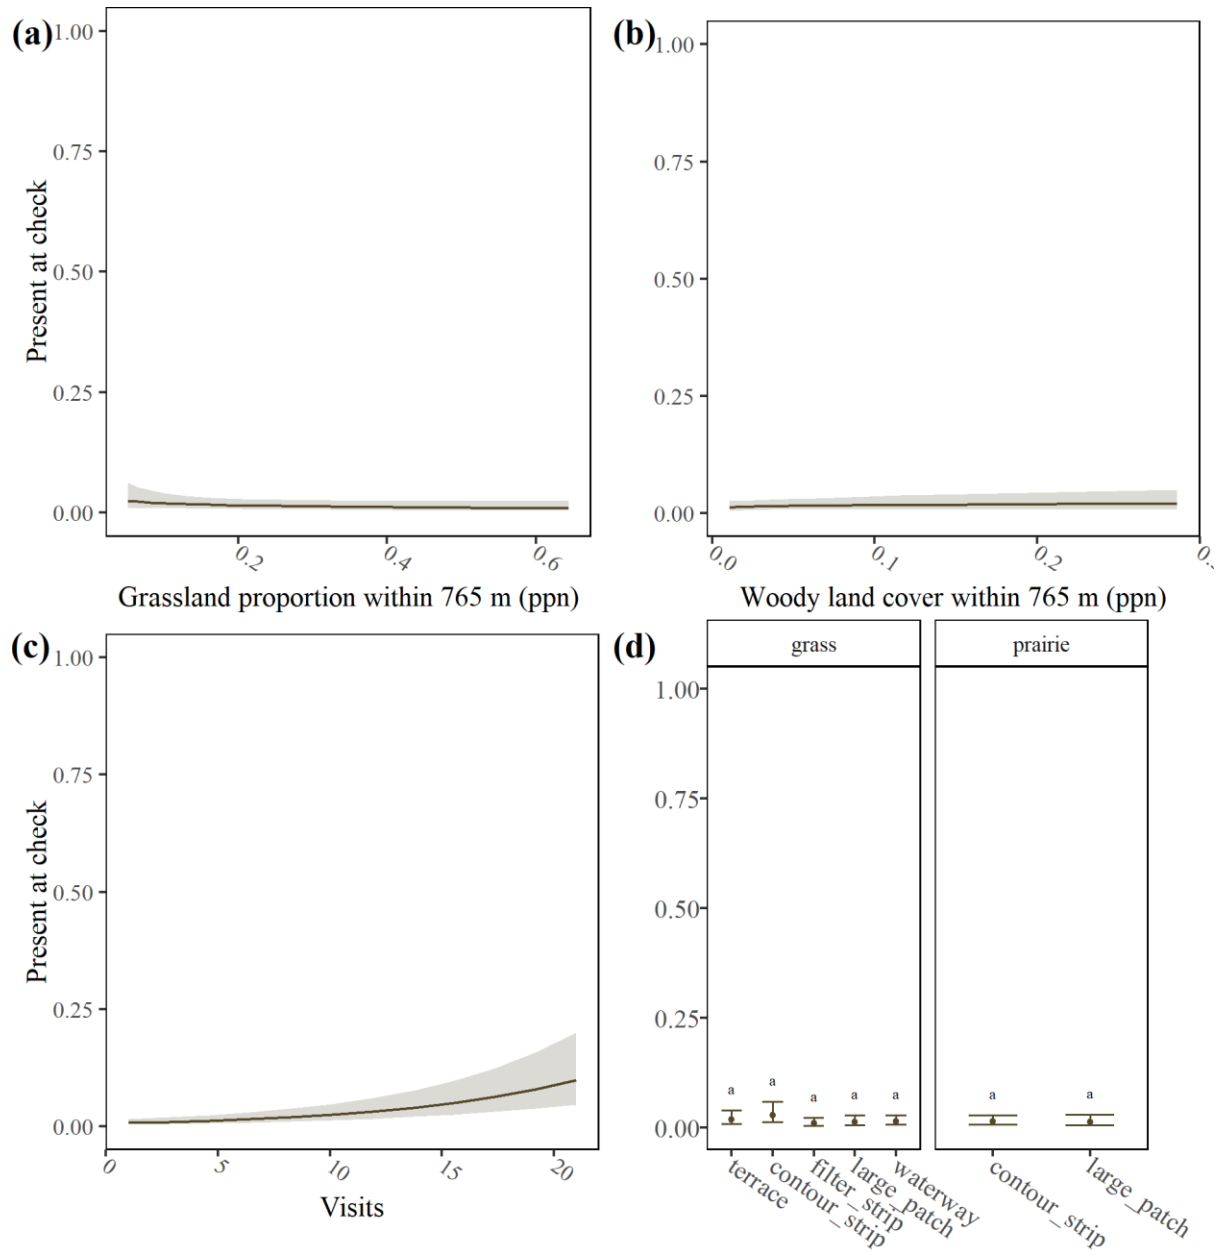 (a)
1.00
0.75
0.50
0.25
0.00
Present at check
0.2
0.4
0.6
Grassland proportion within 765 m (ppn)
(b)
1.00
0.75
0.50
0.25
0.00
0.0
0.1
0.2
Woody land cover within 765 m (ppn)
(c)
1.00
0.75
0.50
0.25
0.00
Present at check
0
5
10
15
20
Visits
(d)
grass
prairie
1.00
0.75
0.50
0.25
0.00
a
a
a
a
a
a
a
terrace
contour_strip
filter_strip
large_patch
waterway
contour_strip
large_patch